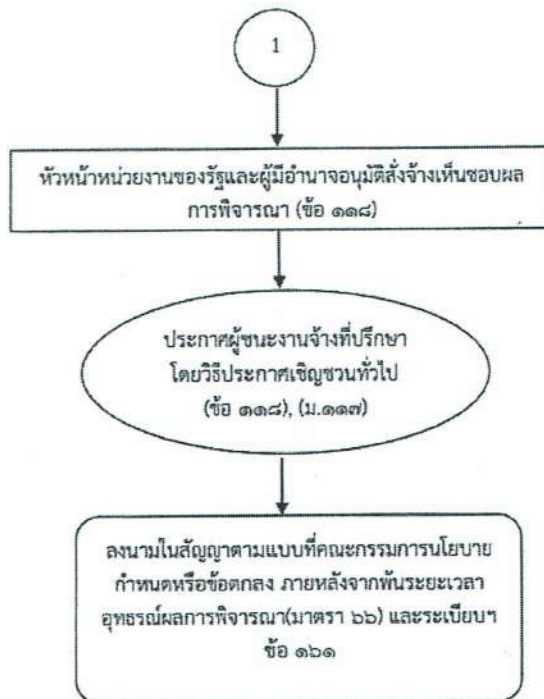 1
หัวหน้าหน่วยงานของรัฐและผู้มีอำนาจอนุมัติสั่งจ้างเห็นชอบผล
การพิจารณา (ข้อ ๑๑๘)
ประกาศผู้ชนะงานจ้างที่ปรึกษา
โดยวิธีประกาศเชิญชวนทั่วไป
(ข้อ ๑๑๘), (ม.๑๑๗)
ลงนามในสัญญาตามแบบที่คณะกรรมการนโยบาย
กำหนดหรือข้อตกลง ภายหลังจากพ้นระยะเวลา
อุทธรณ์ผลการพิจารณา(มาตรา ๖๖) และระเบียบฯ
ข้อ ๑๖๑